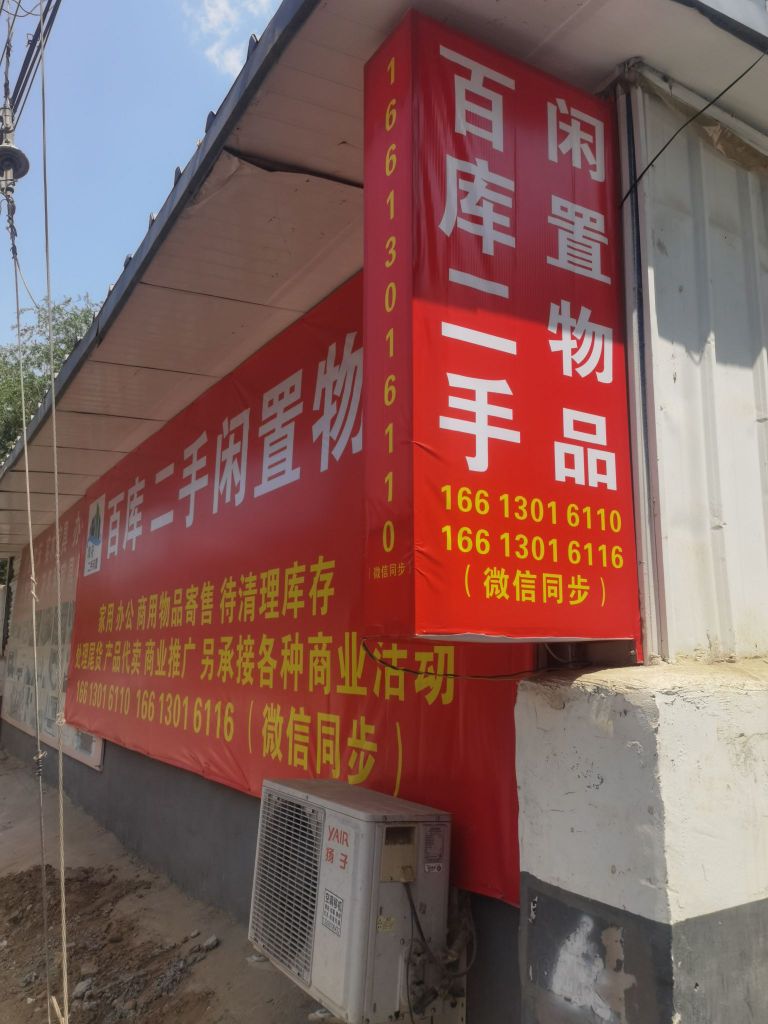 16613016110
（微信同步）
百库二手
闲置物品
166 1301 6110
166 1301 6116
（微信同步）
百库 二手闲置物
家用 办公 商用物品寄售 待清理库存
处理尾货 产品代卖 商业推广 另承接各种商业活动
166 1301 6110 166 1301 6116（微信同步）
YAIR
扬子